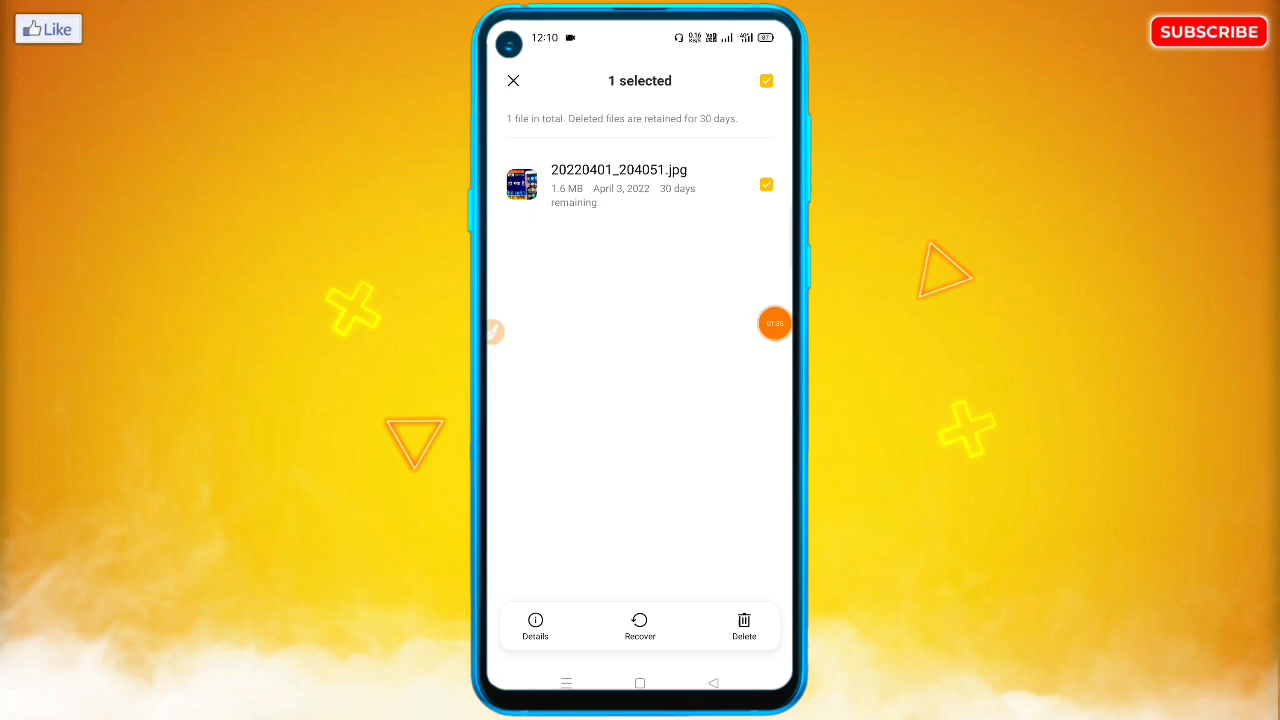 Like
SUBSCRIBE
12:10
1 selected
1 file in total. Deleted files are retained for 30 days.
20220401_204051.jpg
1.6 MB April 3, 2022 30 days
remaining
Details
Recover
Delete